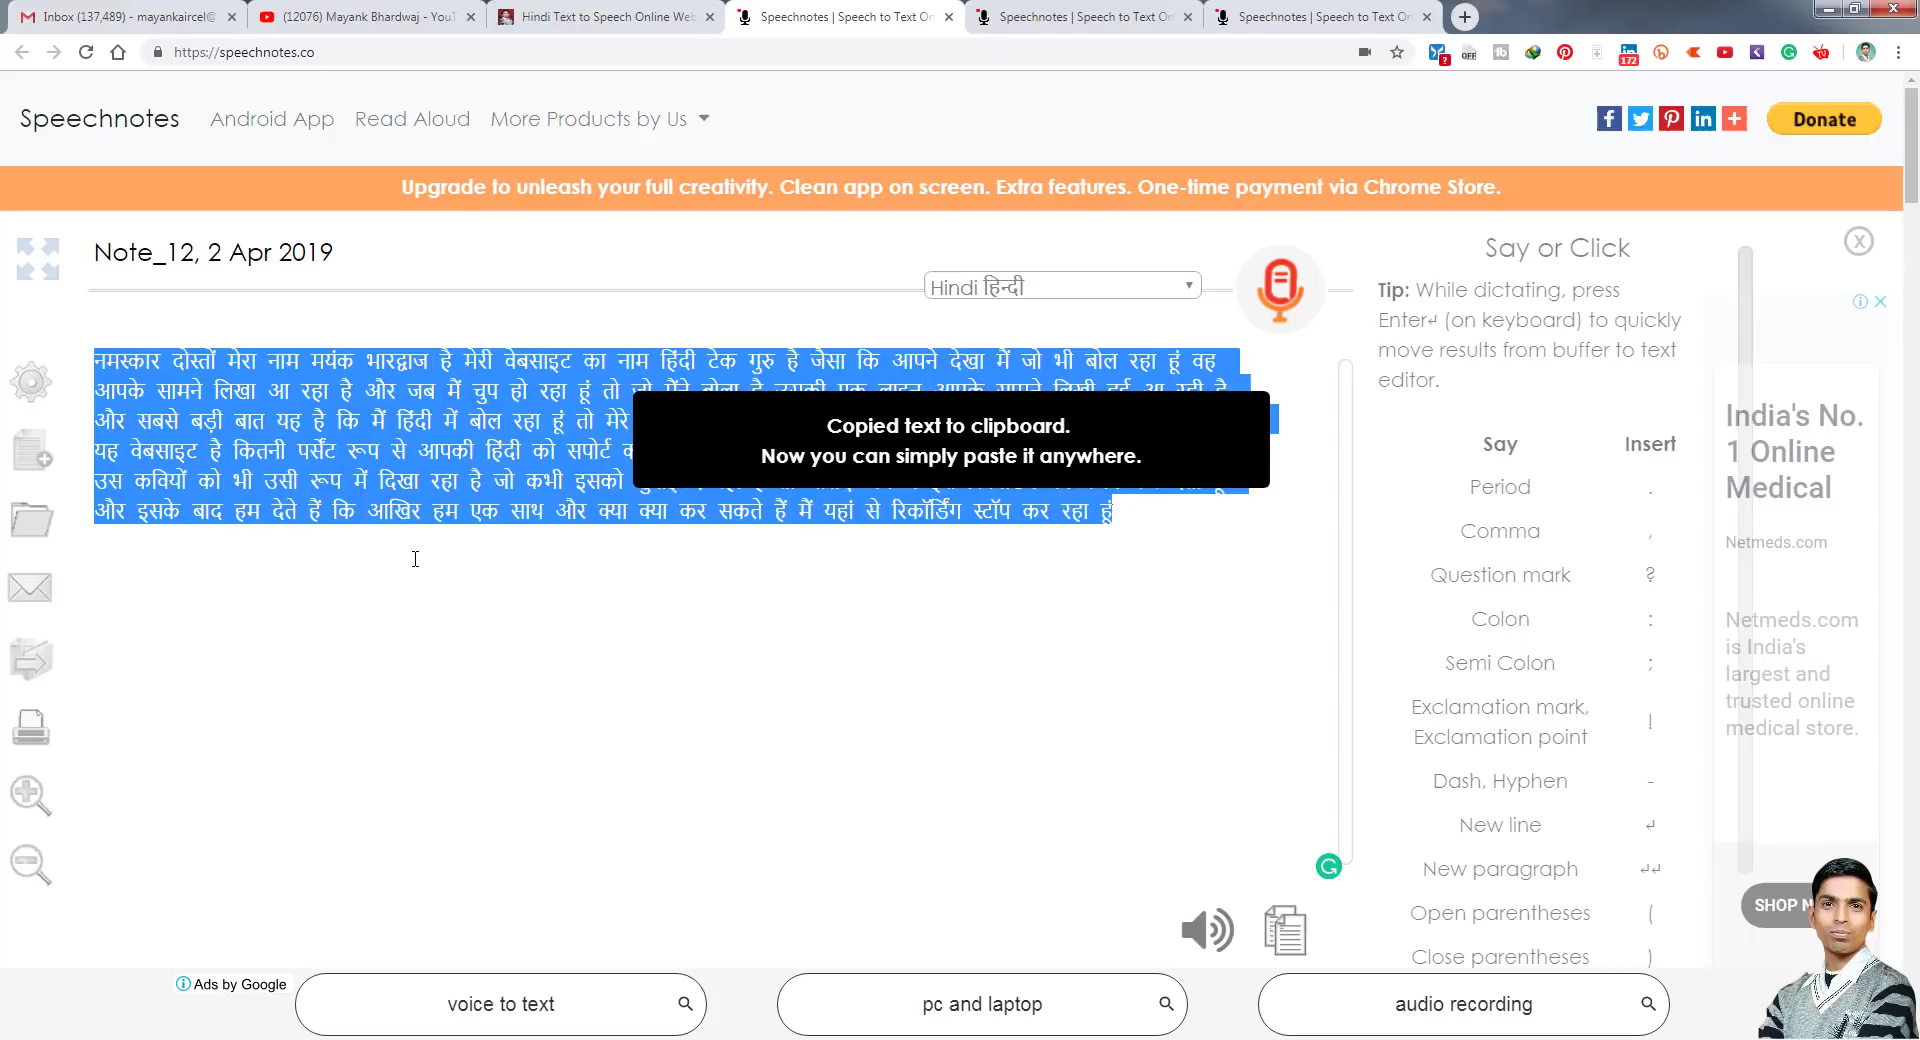 Inbox (137,489) - mayankaircel@
(12076) Mayank Bhardwaj - YouT
Hindi Text to Speech Online Web
Speechnotes | Speech to Text On
Speechnotes | Speech to Text On
Speechnotes | Speech to Text On
https://speechnotes.co
OFF
172
Speechnotes
Android App
Read Aloud
More Products by Us
Donate
Upgrade to unleash your full creativity. Clean app on screen. Extra features. One-time payment via Chrome Store.
Note_12, 2 Apr 2019
Hindi हिन्दी
नमस्कार दोस्तों मेरा नाम मयंक भारद्वाज है मेरी वेबसाइट का नाम हिंदी टेक गुरु है जैसा कि आपने देखा मैं जो भी बोल रहा हूं वह
आपके सामने लिखा आ रहा है और जब मैं चुप हो रहा हूं तो जो मैंने बोला है उसकी एक लाइन आपके सामने लिखी हुई आ रही है
और सबसे बड़ी बात यह है कि मैं हिंदी में बोल रहा हूं तो मेरे
यह वेबसाइट है कितनी पर्सेंट रूप से आपकी हिंदी को सपोर्ट
उस कवियों को भी उसी रूप में दिखा रहा है जो कभी इसको
और इसके बाद हम देते हैं कि आखिर हम एक साथ और क्या क्या कर सकते हैं मैं यहां से रिकॉर्डिंग स्टॉप कर रहा हूं
Copied text to clipboard.
Now you can simply paste it anywhere.
Say or Click
Tip: While dictating, press
Enter↵ (on keyboard) to quickly
move results from buffer to text
editor.
Say Insert
Period .
Comma ,
Question mark ?
Colon :
Semi Colon ;
Exclamation mark,
Exclamation point !
Dash, Hyphen -
New line ↵
New paragraph ↵↵
Open parentheses (
Close parentheses )
India's No.
1 Online
Medical
Netmeds.com
Netmeds.com
is India's
largest and
trusted online
medical store.
SHOP
Ads by Google
voice to text
pc and laptop
audio recording